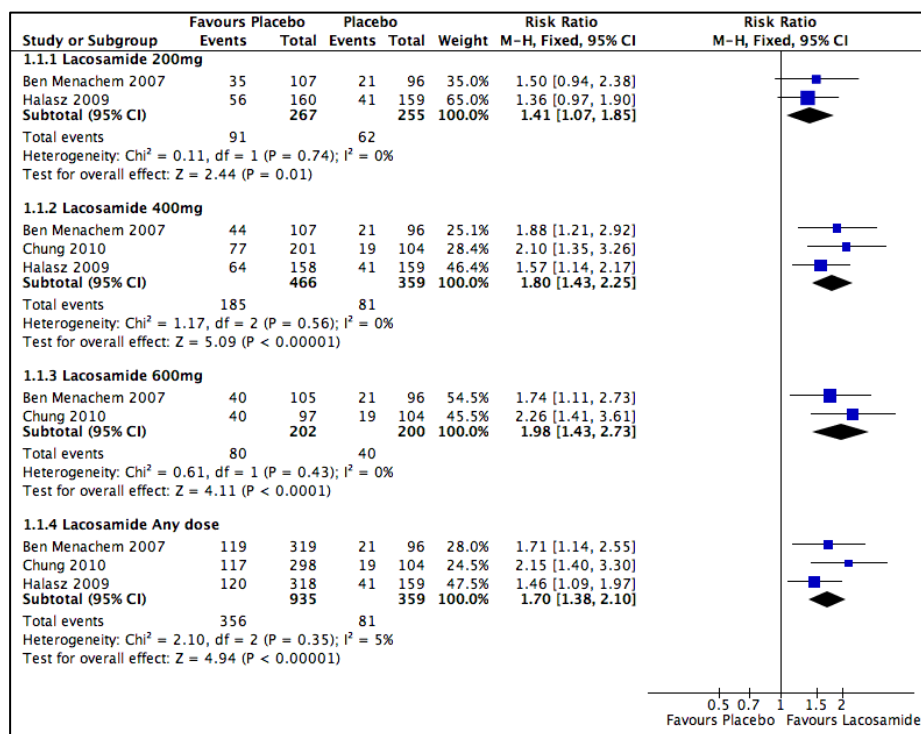 Favours Placebo Placebo Risk Ratio Risk Ratio
Study or Subgroup Events Total Events Total Weight M-H, Fixed, 95% CI M-H, Fixed, 95% CI
1.1.1 Lacosamide 200mg
Ben Menachem 2007 35 107 21 96 35.0% 1.50 [0.94, 2.38]
Halasz 2009 56 160 41 159 65.0% 1.36 [0.97, 1.90]
Subtotal (95% CI) 267 255 100.0% 1.41 [1.07, 1.85]
Total events 91 62
Heterogeneity: Chi² = 0.11, df = 1 (P = 0.74); I² = 0%
Test for overall effect: Z = 2.44 (P = 0.01)
1.1.2 Lacosamide 400mg
Ben Menachem 2007 44 107 21 96 25.1% 1.88 [1.21, 2.92]
Chung 2010 77 201 19 104 28.4% 2.10 [1.35, 3.26]
Halasz 2009 64 158 41 159 46.4% 1.57 [1.14, 2.17]
Subtotal (95% CI) 466 359 100.0% 1.80 [1.43, 2.25]
Total events 185 81
Heterogeneity: Chi² = 1.17, df = 2 (P = 0.56); I² = 0%
Test for overall effect: Z = 5.09 (P < 0.00001)
1.1.3 Lacosamide 600mg
Ben Menachem 2007 40 105 21 96 54.5% 1.74 [1.11, 2.73]
Chung 2010 40 97 19 104 45.5% 2.26 [1.41, 3.61]
Subtotal (95% CI) 202 200 100.0% 1.98 [1.43, 2.73]
Total events 80 40
Heterogeneity: Chi² = 0.61, df = 1 (P = 0.43); I² = 0%
Test for overall effect: Z = 4.11 (P < 0.0001)
1.1.4 Lacosamide Any dose
Ben Menachem 2007 119 319 21 96 28.0% 1.71 [1.14, 2.55]
Chung 2010 117 298 19 104 24.5% 2.15 [1.40, 3.30]
Halasz 2009 120 318 41 159 47.5% 1.46 [1.09, 1.97]
Subtotal (95% CI) 935 359 100.0% 1.70 [1.38, 2.10]
Total events 356 81
Heterogeneity: Chi² = 2.10, df = 2 (P = 0.35); I² = 5%
Test for overall effect: Z = 4.94 (P < 0.00001)
0.5 0.7 1 1.5 2
Favours Placebo Favours Lacosamide